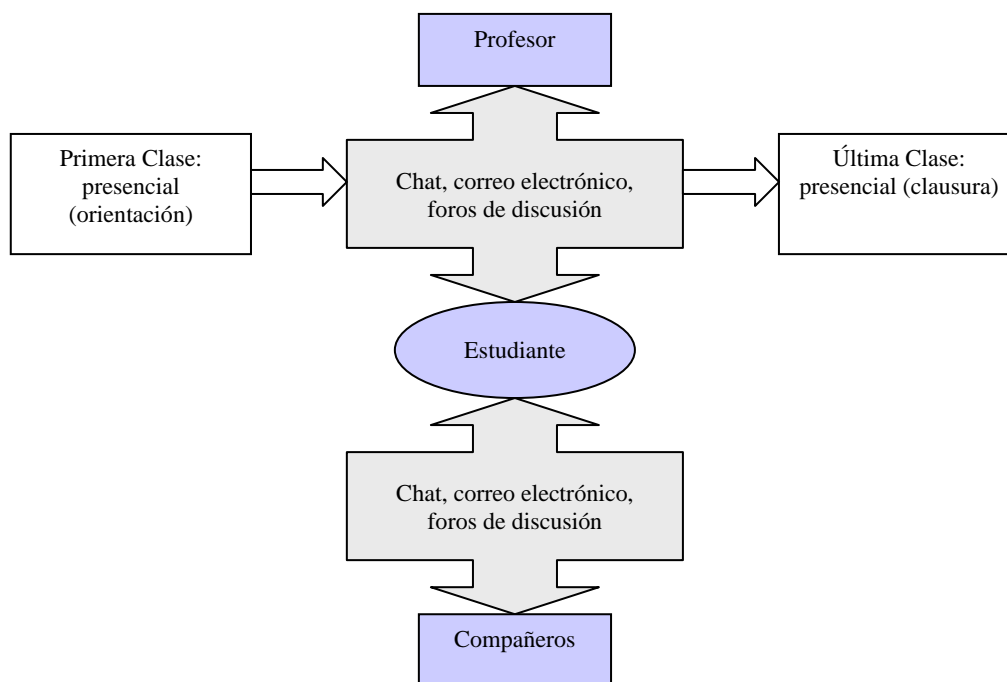 Profesor
Primera Clase:
presencial
(orientación)
Chat, correo electrónico,
foros de discusión
Última Clase:
presencial (clausura)
Estudiante
Chat, correo electrónico,
foros de discusión
Compañeros